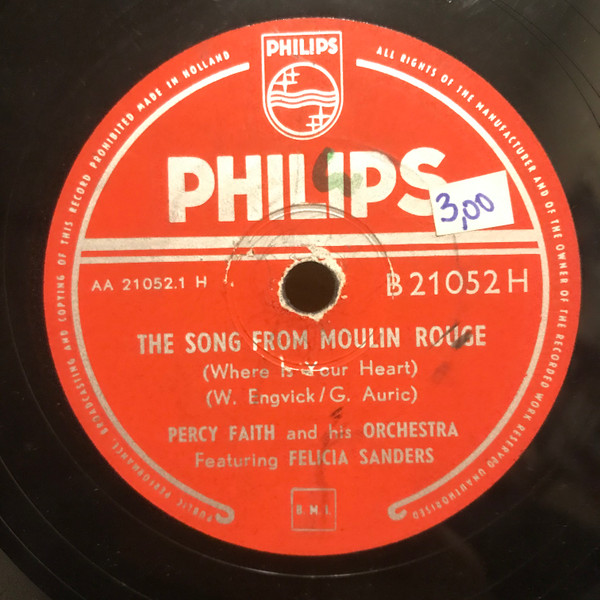 PUBLIC PERFORMANCE, BROADCASTING AND COPYING OF THIS RECORD PROHIBITED MADE IN HOLLAND
ALL RIGHTS OF THE MANUFACTURER AND OF THE OWNER OF THE RECORDED WORK RESERVED UNAUTHORISED
PHILIPS
PHILIPS
3,00
AA 21052.1 H
B 21052 H
THE SONG FROM MOULIN ROUGE
(Where Is Your Heart)
(W. Engvick/G. Auric)
PERCY FAITH and his ORCHESTRA
Featuring FELICIA SANDERS
B.M.I.